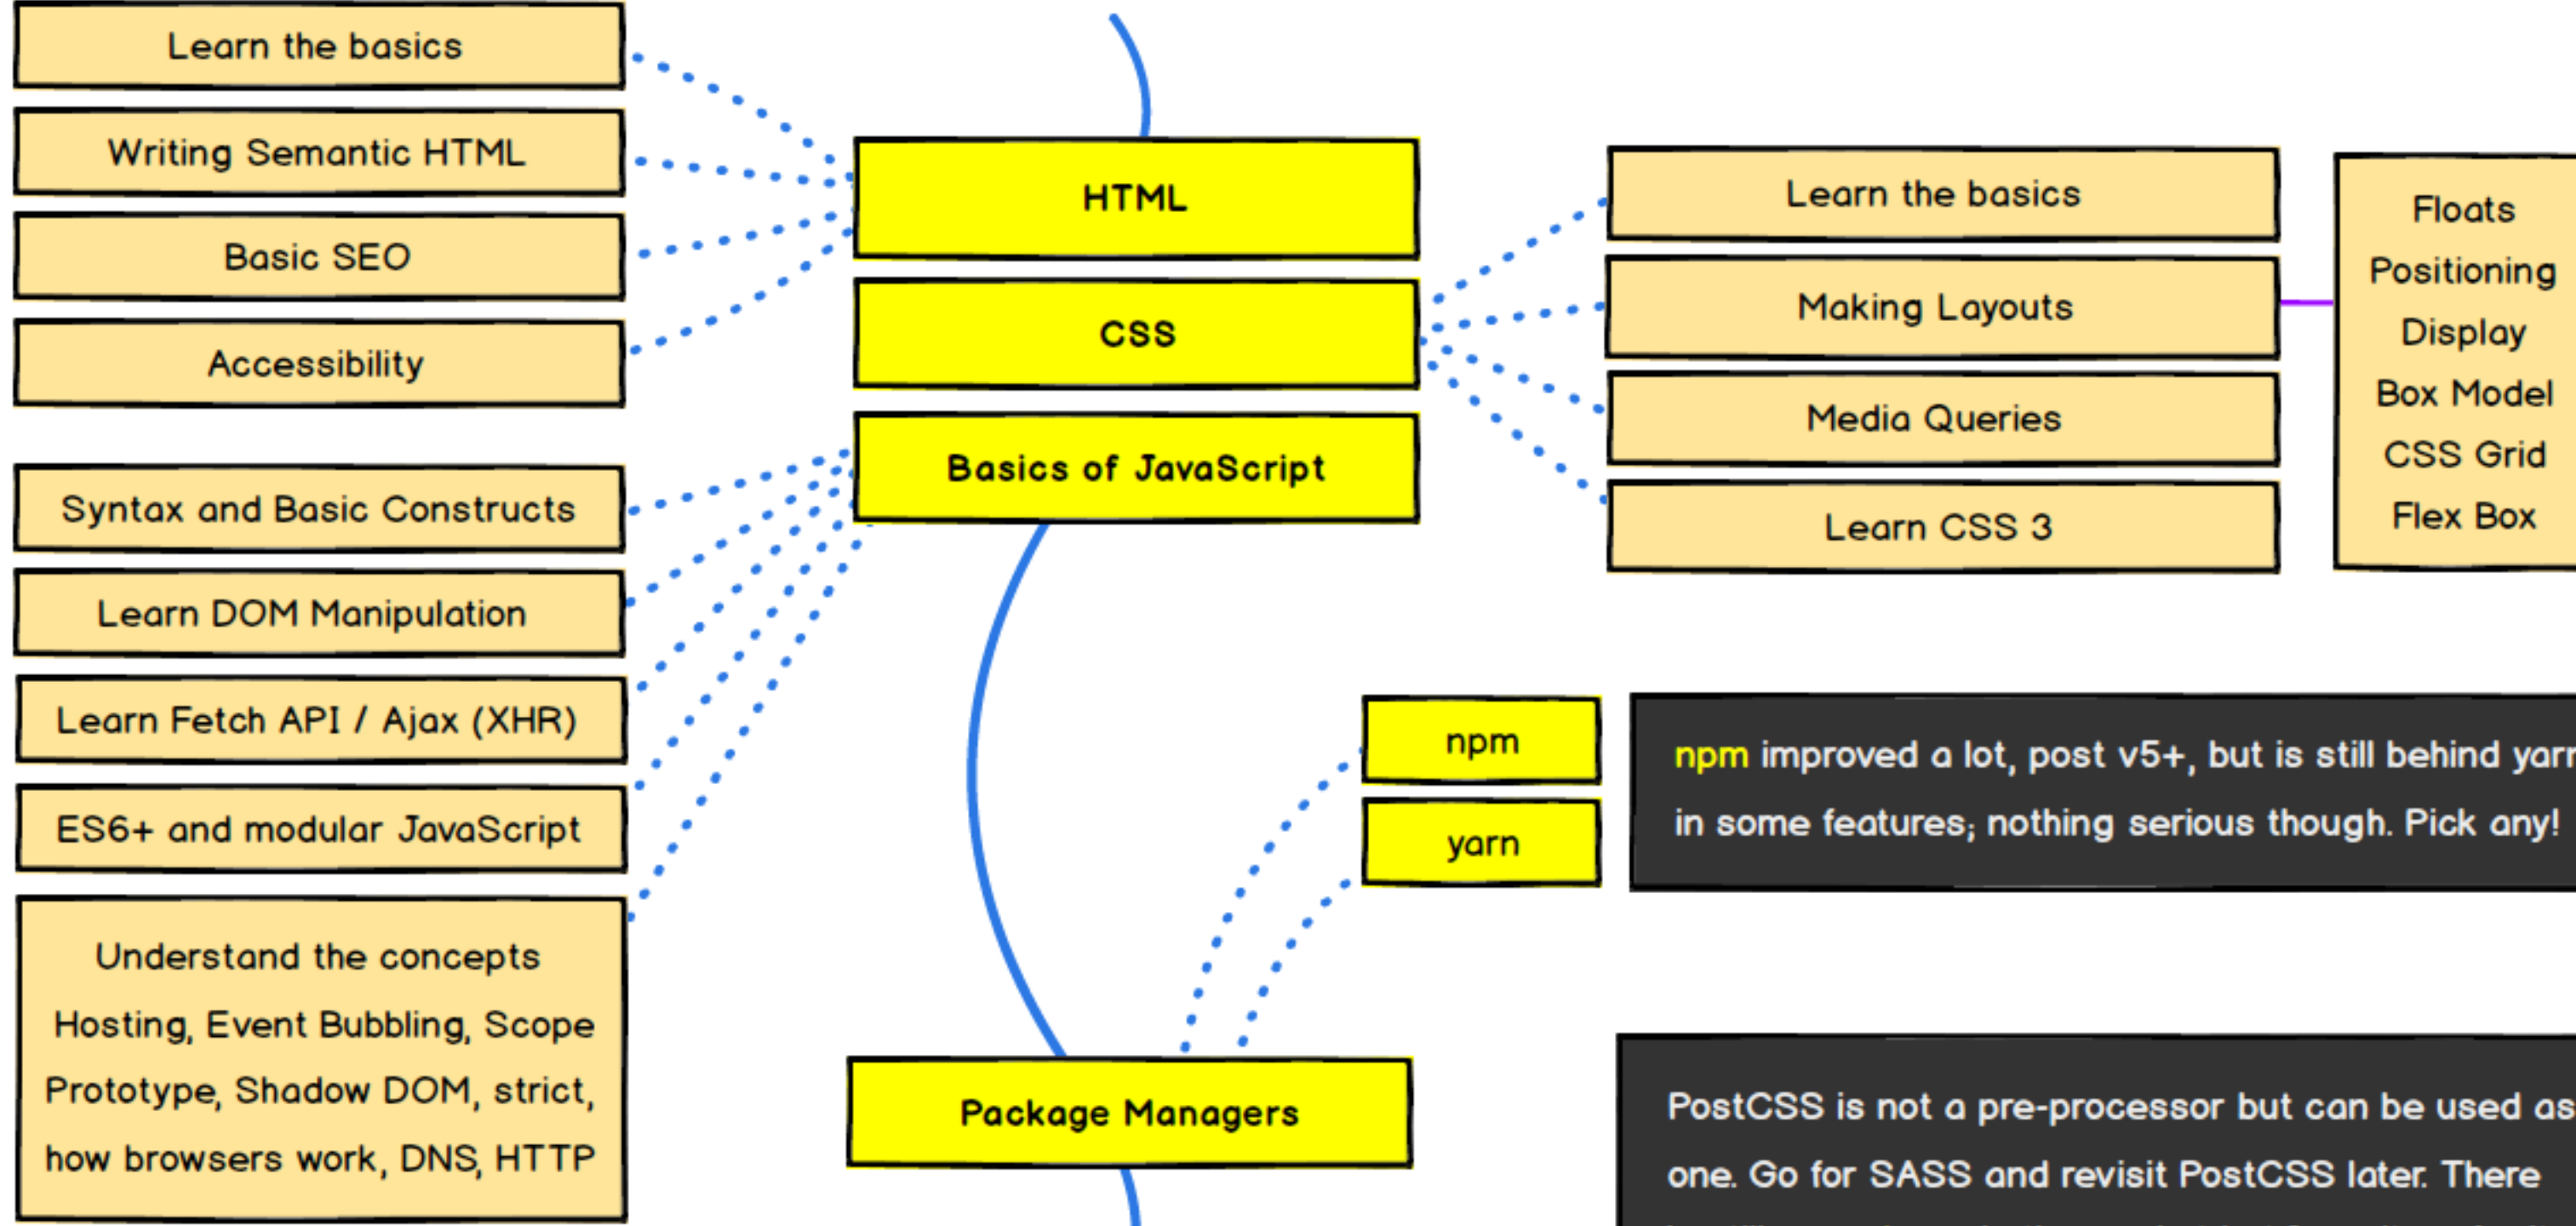 Learn the basics
Writing Semantic HTML
Basic SEO
Accessibility
HTML
CSS
Basics of JavaScript
Learn the basics
Making Layouts
Media Queries
Learn CSS 3
Floats
Positioning
Display
Box Model
CSS Grid
Flex Box
Syntax and Basic Constructs
Learn DOM Manipulation
Learn Fetch API / Ajax (XHR)
ES6+ and modular JavaScript
Understand the concepts
Hosting, Event Bubbling, Scope
Prototype, Shadow DOM, strict,
how browsers work, DNS, HTTP
npm
yarn
npm improved a lot, post v5+, but is still behind yarn
in some features; nothing serious though. Pick any!
Package Managers
PostCSS is not a pre-processor but can be used as
one. Go for SASS and revisit PostCSS later. There